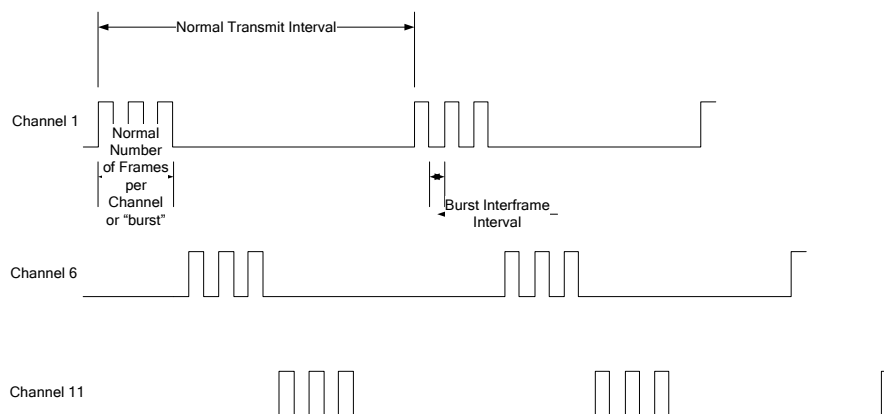 Normal Transmit Interval
Channel 1
Normal
Number
of Frames
per
Channel
or “burst”
Burst Interframe
Interval
Channel 6
Channel 11